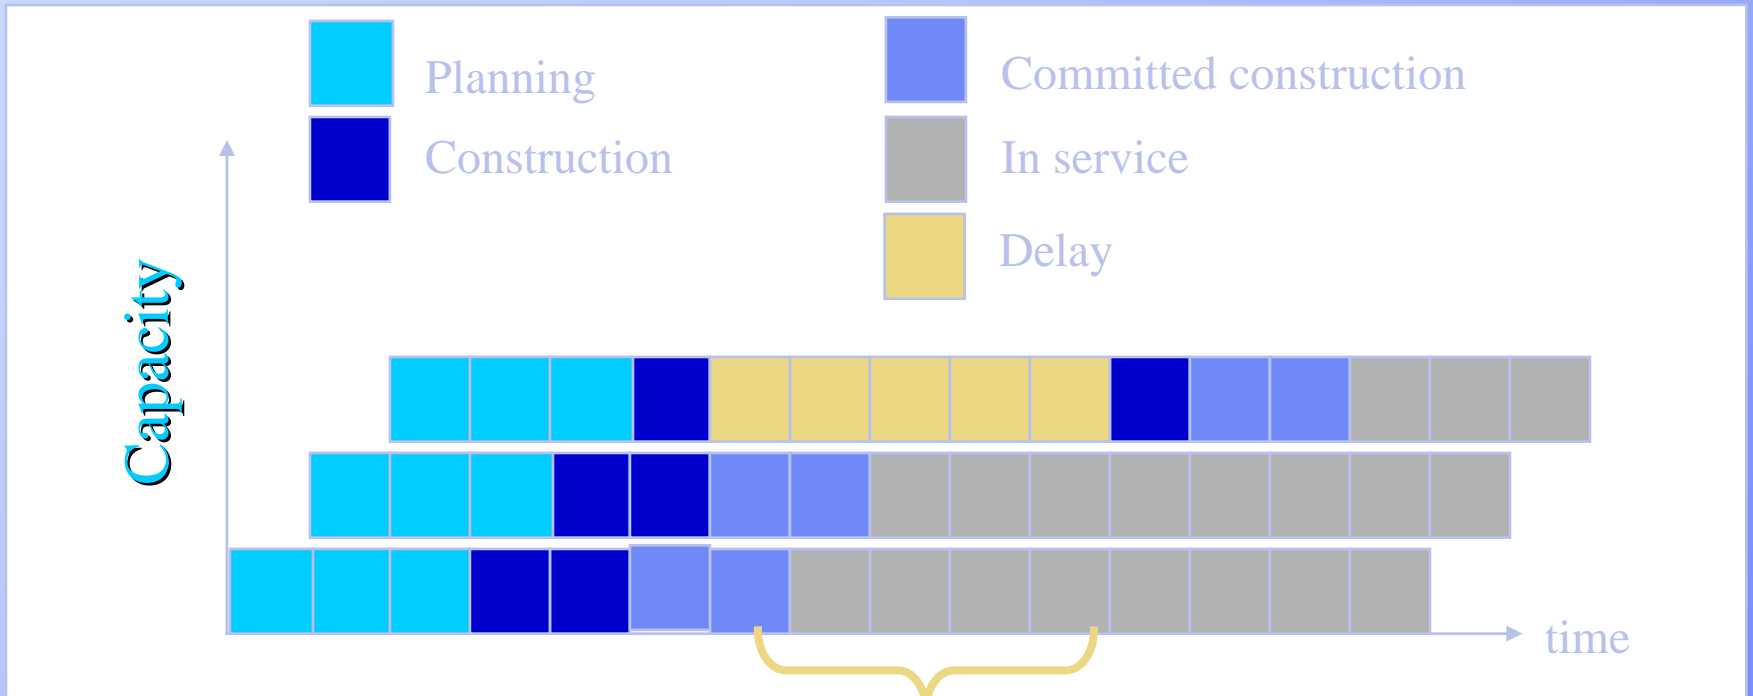 Planning
Committed construction
Construction
In service
Delay
Capacity
time